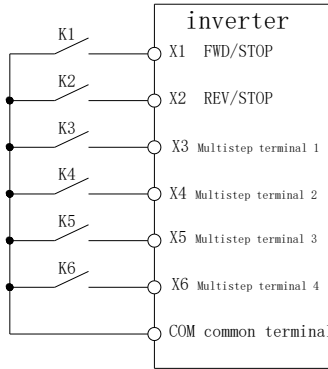 inverter
K1
X1 FWD/STOP
K2
X2 REV/STOP
K3
X3 Multistep terminal 1
K4
X4 Multistep terminal 2
K5
X5 Multistep terminal 3
K6
X6 Multistep terminal 4
COM common terminal